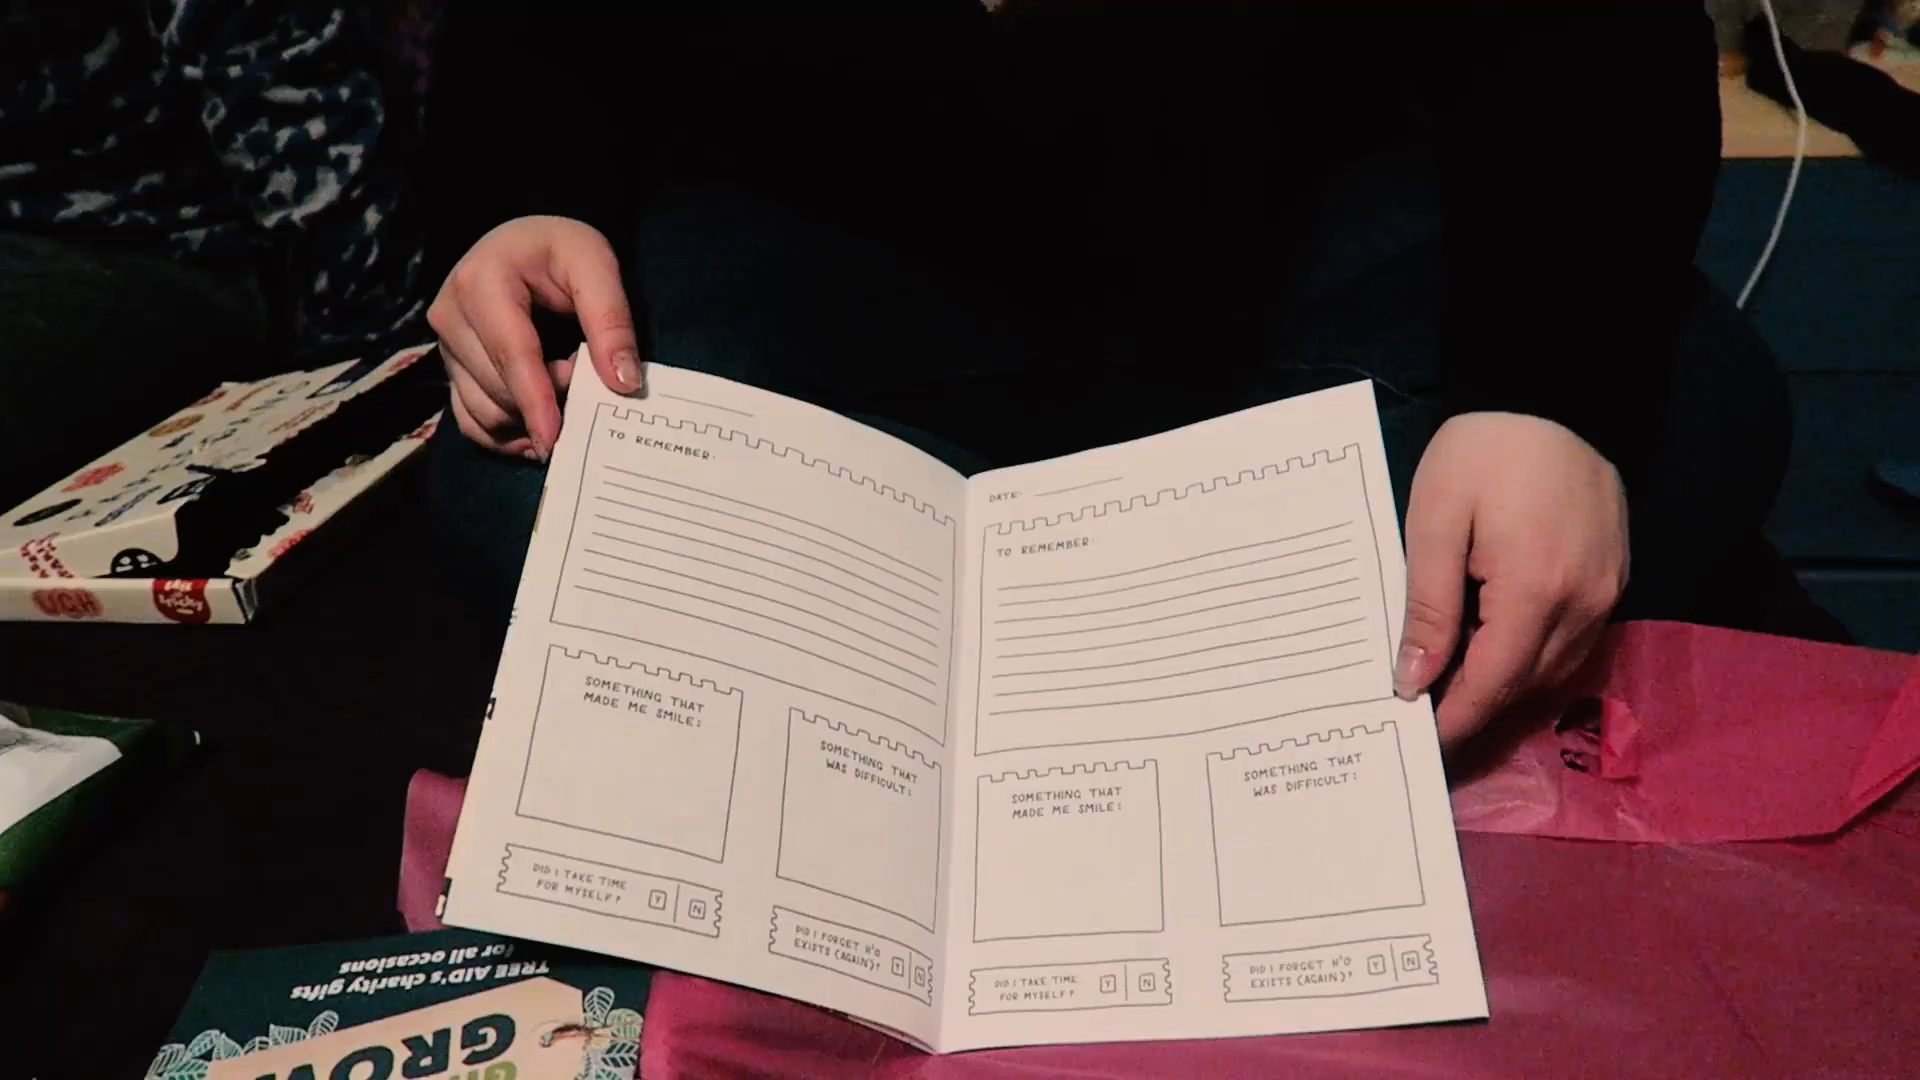 TO REMEMBER:
SOMETHING THAT
MADE ME SMILE:
SOMETHING THAT
WAS DIFFICULT:
DID I TAKE TIME
FOR MYSELF?
Y
N
DID I FORGET H²O
EXISTS (AGAIN)?
Y
N
DATE:
TO REMEMBER:
SOMETHING THAT
MADE ME SMILE:
SOMETHING THAT
WAS DIFFICULT:
DID I TAKE TIME
FOR MYSELF?
Y
N
DID I FORGET H²O
EXISTS (AGAIN)?
Y
N
UGH
TREE AID's charity gifts
for all occasions